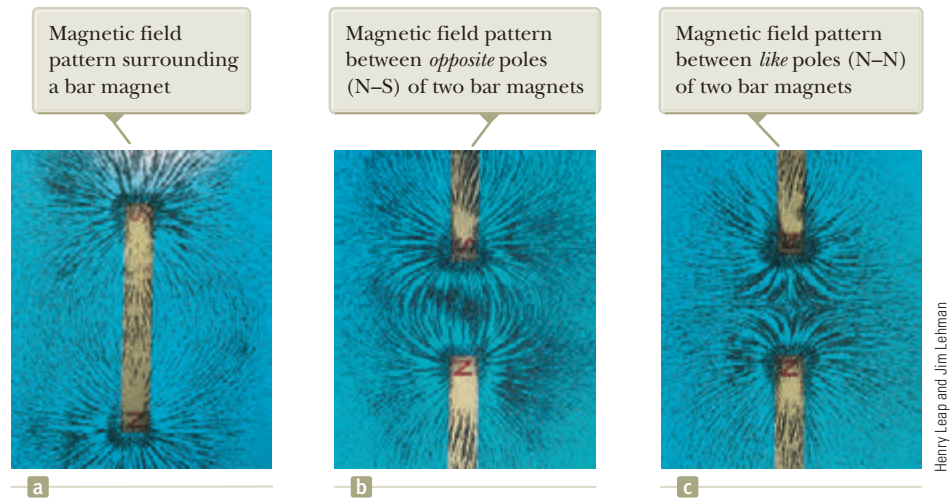 Magnetic field
pattern surrounding
a bar magnet
Magnetic field pattern
between opposite poles
(N–S) of two bar magnets
Magnetic field pattern
between like poles (N–N)
of two bar magnets
S
N
S
N
N
N
a
b
c
Henry Leap and Jim Lehman